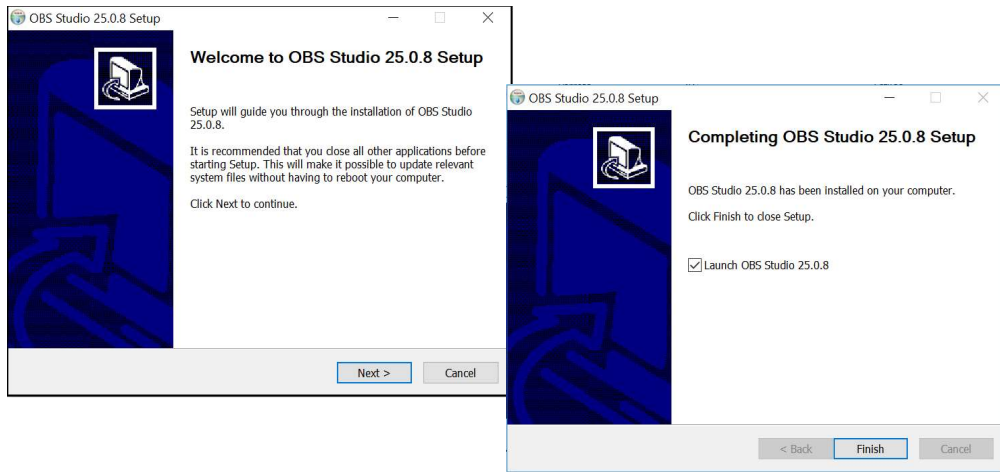 OBS Studio 25.0.8 Setup
Welcome to OBS Studio 25.0.8 Setup
Setup will guide you through the installation of OBS Studio
25.0.8.
It is recommended that you close all other applications before
starting Setup. This will make it possible to update relevant
system files without having to reboot your computer.
Click Next to continue.
Next >
Cancel
OBS Studio 25.0.8 Setup
Completing OBS Studio 25.0.8 Setup
OBS Studio 25.0.8 has been installed on your computer.
Click Finish to close Setup.
Launch OBS Studio 25.0.8
< Back
Finish
Cancel